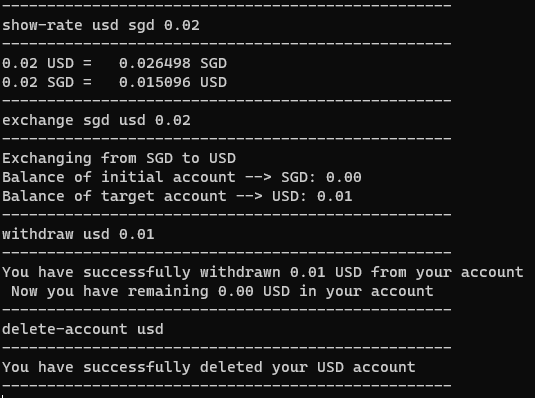 --------------------------------------------------
show-rate usd sgd 0.02
--------------------------------------------------
0.02 USD =   0.026498 SGD
0.02 SGD =   0.015096 USD
--------------------------------------------------
exchange sgd usd 0.02
--------------------------------------------------
Exchanging from SGD to USD
Balance of initial account --> SGD: 0.00
Balance of target account --> USD: 0.01
--------------------------------------------------
withdraw usd 0.01
--------------------------------------------------
You have successfully withdrawn 0.01 USD from your account
 Now you have remaining 0.00 USD in your account
--------------------------------------------------
delete-account usd
--------------------------------------------------
You have successfully deleted your USD account
--------------------------------------------------